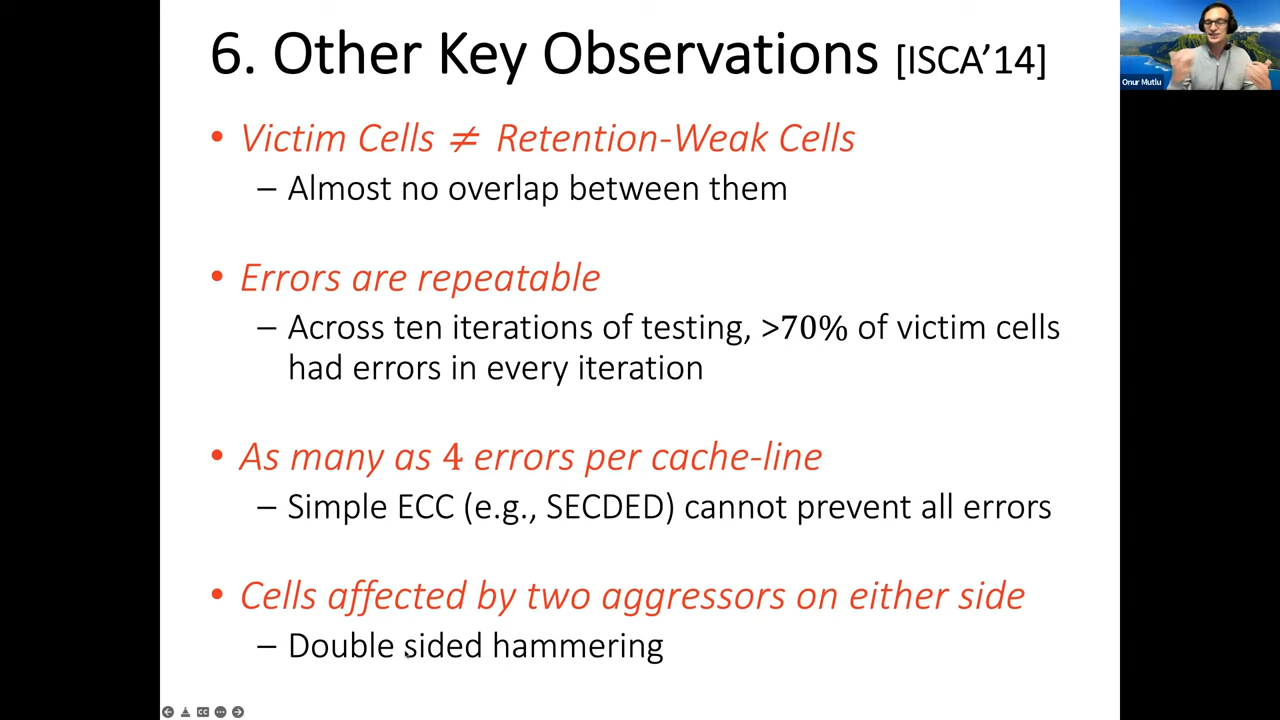 6. Other Key Observations [ISCA'14]
Onur Mutlu
• Victim Cells ≠ Retention-Weak Cells
– Almost no overlap between them
• Errors are repeatable
– Across ten iterations of testing, >70% of victim cells
had errors in every iteration
• As many as 4 errors per cache-line
– Simple ECC (e.g., SECDED) cannot prevent all errors
• Cells affected by two aggressors on either side
– Double sided hammering
CC